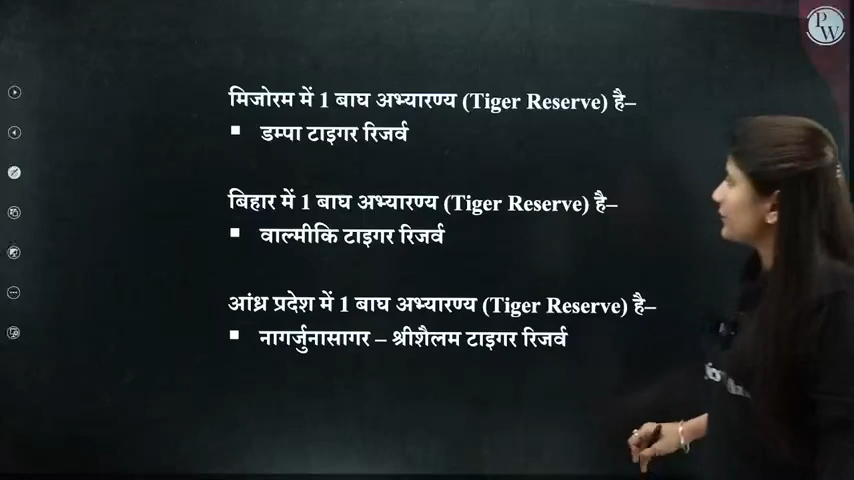 PW
मिजोरम में 1 बाघ अभ्यारण्य (Tiger Reserve) है–
▪ डम्पा टाइगर रिजर्व
बिहार में 1 बाघ अभ्यारण्य (Tiger Reserve) है–
▪ वाल्मीकि टाइगर रिजर्व
आंध्र प्रदेश में 1 बाघ अभ्यारण्य (Tiger Reserve) है–
▪ नागर्जुनासागर – श्रीशैलम टाइगर रिजर्व